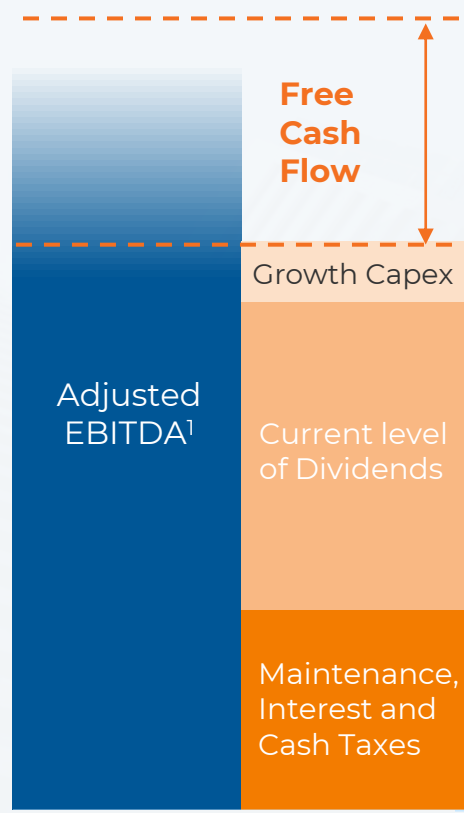 Free
Cash
Flow
Growth Capex
Adjusted
EBITDA¹
Current level
of Dividends
Maintenance,
Interest and
Cash Taxes